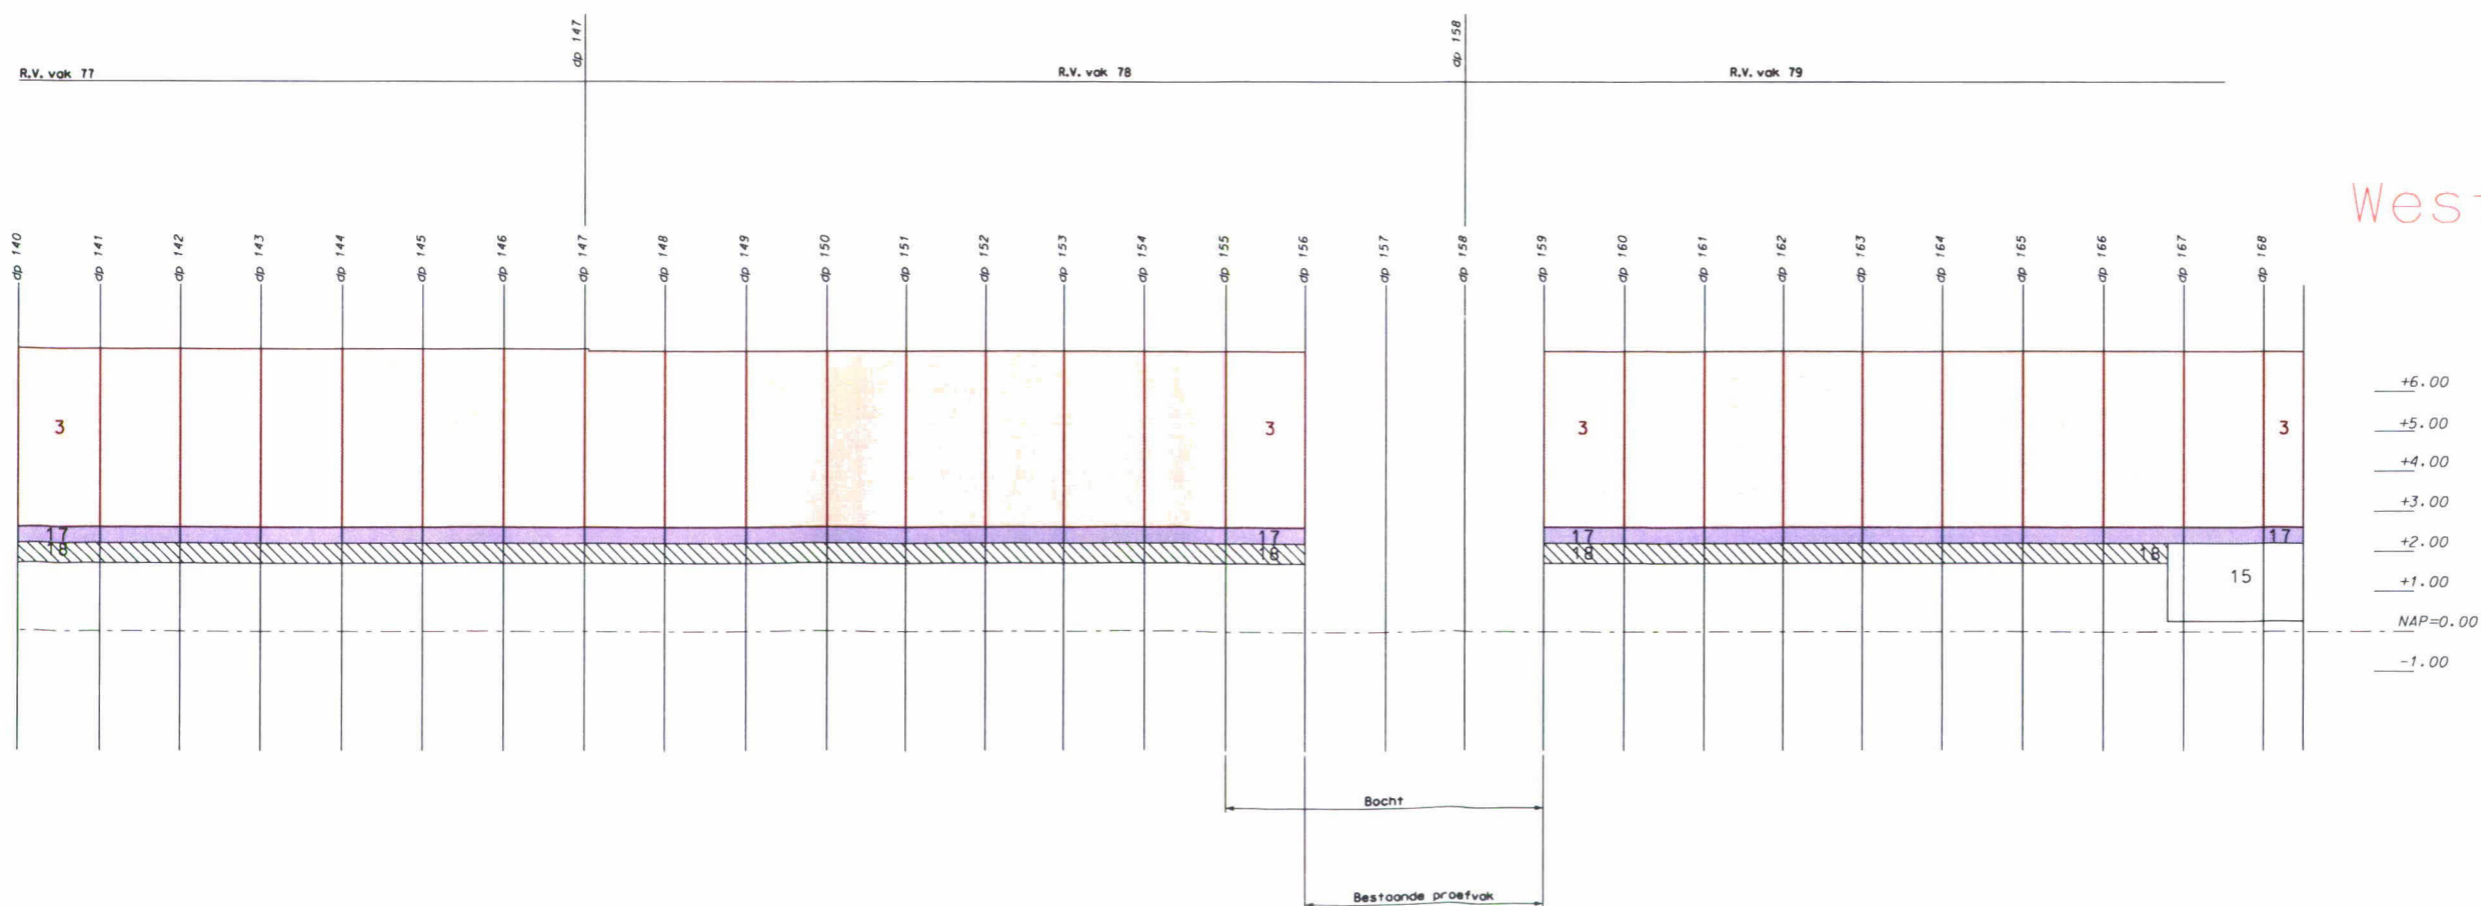 dp 147
dp 158
R.V. vak 77
R.V. vak 78
R.V. vak 79
West
dp 140
dp 141
dp 142
dp 143
dp 144
dp 145
dp 146
dp 147
dp 148
dp 149
dp 150
dp 151
dp 152
dp 153
dp 154
dp 155
dp 156
dp 157
dp 158
dp 159
dp 160
dp 161
dp 162
dp 163
dp 164
dp 165
dp 166
dp 167
dp 168
+6.00
3
3
3
3
+5.00
+4.00
+3.00
17
17
17
17
+2.00
18
18
18
18
15
+1.00
NAP=0.00
-1.00
Bocht
Bestaande proefvak